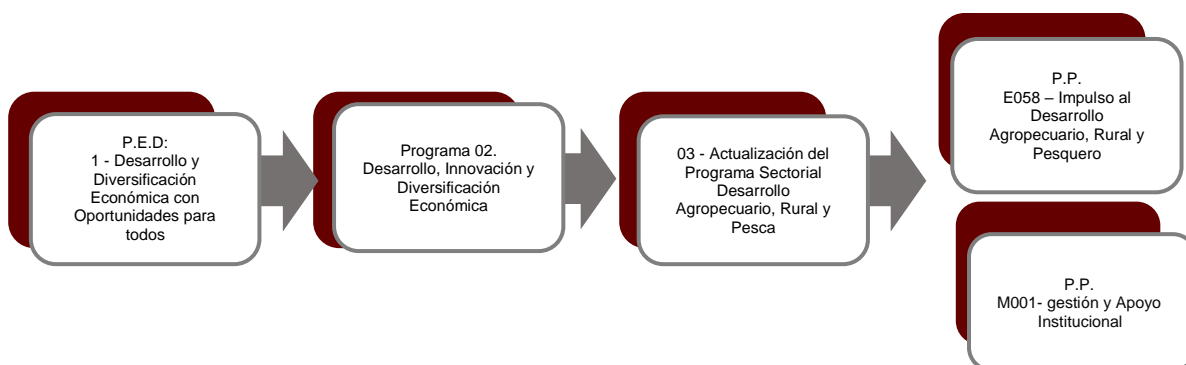 P.E.D:
1 - Desarrollo y
Diversificación
Económica con
Oportunidades para
todos
Programa 02.
Desarrollo, Innovación y
Diversificación
Económica
03 - Actualización del
Programa Sectorial
Desarrollo
Agropecuario, Rural y
Pesca
P.P.
E058 – Impulso al
Desarrollo
Agropecuario, Rural y
Pesquero
P.P.
M001- gestión y Apoyo
Institucional